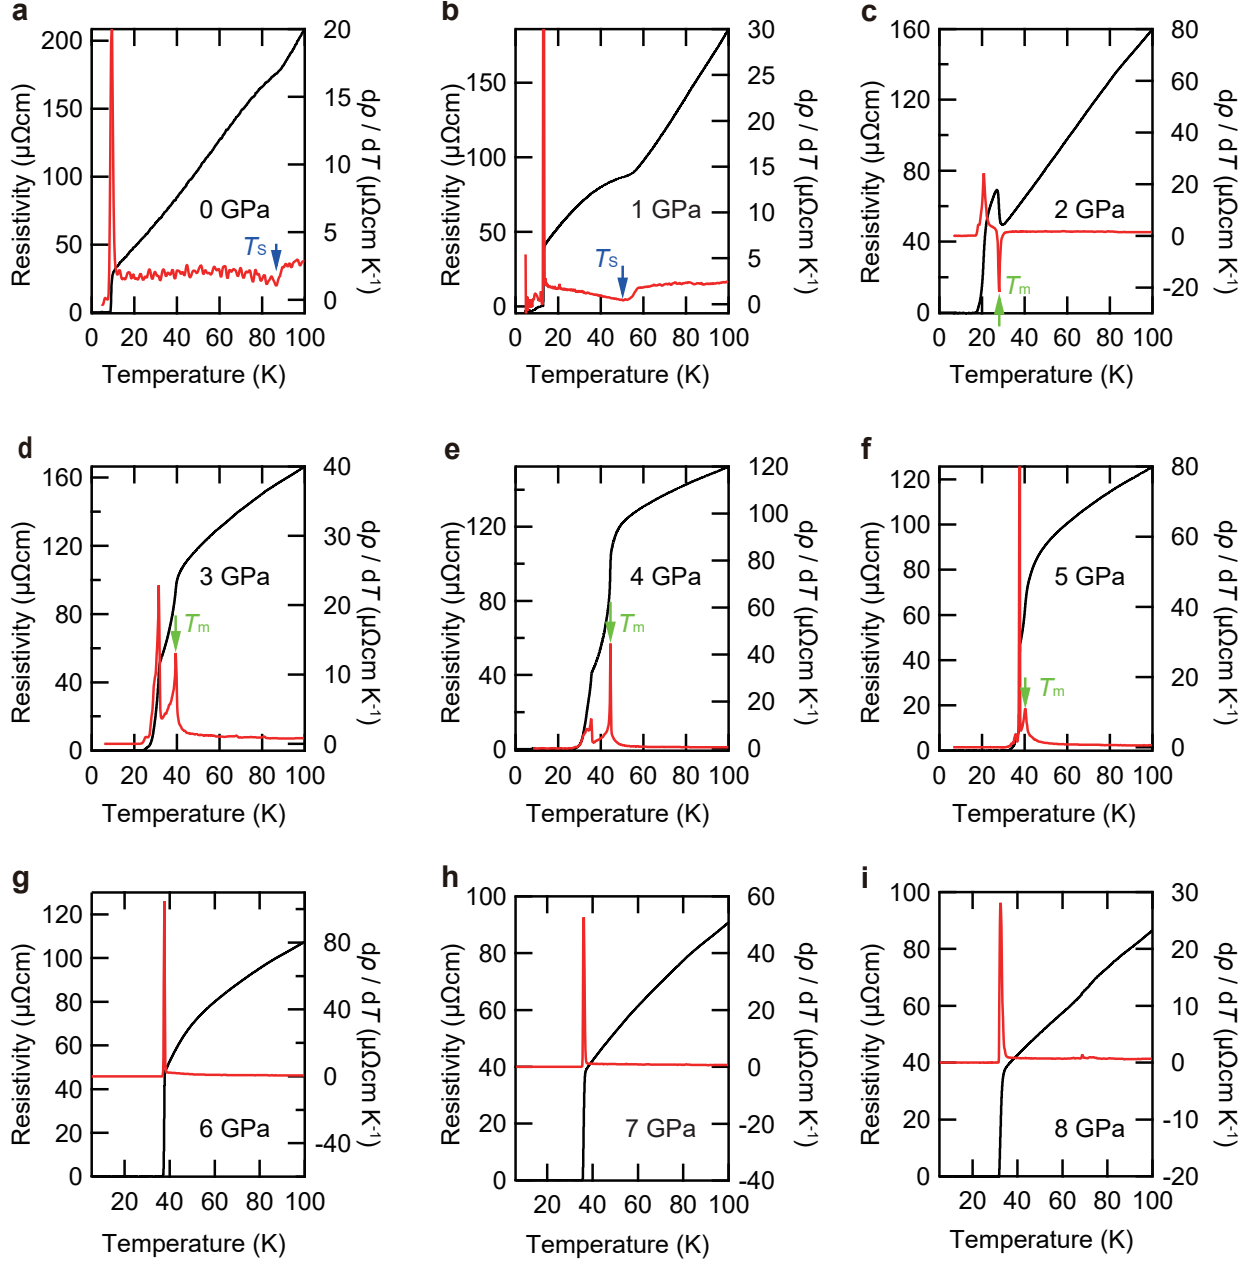 a
200
150
100
50
0
Resistivity (μΩcm)
20
15
10
5
0
dρ / dT (μΩcm K⁻¹)
0 GPa
TS
0 20 40 60 80 100
Temperature (K)
b
150
100
50
0
Resistivity (μΩcm)
30
25
20
15
10
5
0
dρ / dT (μΩcm K⁻¹)
1 GPa
TS
0 20 40 60 80 100
Temperature (K)
c
160
120
80
40
0
Resistivity (μΩcm)
80
60
40
20
0
-20
dρ / dT (μΩcm K⁻¹)
2 GPa
Tm
0 20 40 60 80 100
Temperature (K)
d
160
120
80
40
0
Resistivity (μΩcm)
40
30
20
10
0
dρ / dT (μΩcm K⁻¹)
3 GPa
Tm
0 20 40 60 80 100
Temperature (K)
e
120
80
40
0
Resistivity (μΩcm)
120
100
80
60
40
20
0
dρ / dT (μΩcm K⁻¹)
4 GPa
Tm
0 20 40 60 80 100
Temperature (K)
f
120
100
80
60
40
20
0
Resistivity (μΩcm)
80
60
40
20
0
dρ / dT (μΩcm K⁻¹)
5 GPa
Tm
0 20 40 60 80 100
Temperature (K)
g
120
100
80
60
40
20
0
Resistivity (μΩcm)
80
40
0
-40
dρ / dT (μΩcm K⁻¹)
6 GPa
20 40 60 80 100
Temperature (K)
h
100
80
60
40
20
0
Resistivity (μΩcm)
60
40
20
0
-20
-40
dρ / dT (μΩcm K⁻¹)
7 GPa
20 40 60 80 100
Temperature (K)
i
100
80
60
40
20
0
Resistivity (μΩcm)
30
20
10
0
-10
-20
dρ / dT (μΩcm K⁻¹)
8 GPa
20 40 60 80 100
Temperature (K)